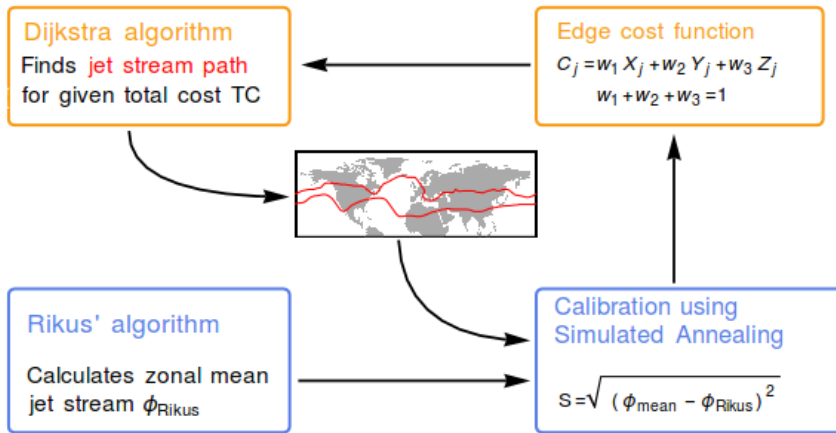 Dijkstra algorithm
Finds jet stream path
for given total cost TC
Edge cost function
C_j = w_1 X_j + w_2 Y_j + w_3 Z_j
w_1 + w_2 + w_3 = 1
Rikus' algorithm
Calculates zonal mean
jet stream ϕ_Rikus
Calibration using
Simulated Annealing
S = √(ϕ_mean − ϕ_Rikus)²